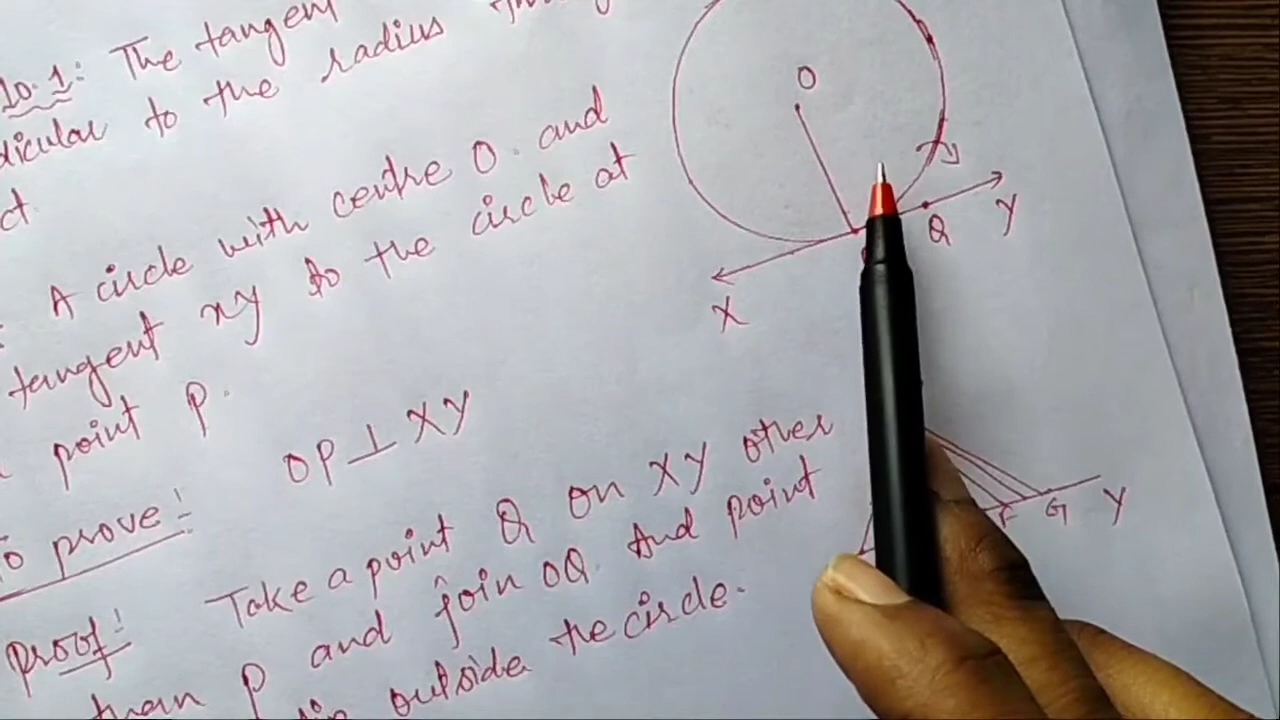 10.1: The tangent
dicular to the radius
ct.
A circle with centre O. and
tangent xy to the circle at
point P.
To prove:- OP⊥XY
Proof:- Take a point Q on XY other
than P and join OQ. And point
outside the circle.
O
Q
Y
X
F G Y